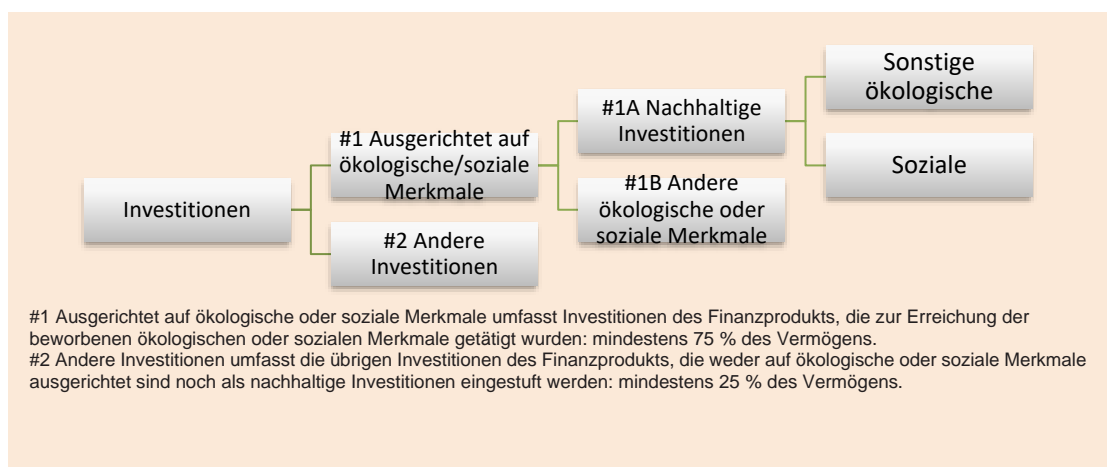 Investitionen
#1 Ausgerichtet auf
ökologische/soziale
Merkmale
#2 Andere
Investitionen
#1A Nachhaltige
Investitionen
#1B Andere
ökologische oder
soziale Merkmale
Sonstige
ökologische
Soziale
#1 Ausgerichtet auf ökologische oder soziale Merkmale umfasst Investitionen des Finanzprodukts, die zur Erreichung der
beworbenen ökologischen oder sozialen Merkmale getätigt wurden: mindestens 75 % des Vermögens.
#2 Andere Investitionen umfasst die übrigen Investitionen des Finanzprodukts, die weder auf ökologische oder soziale Merkmale
ausgerichtet sind noch als nachhaltige Investitionen eingestuft werden: mindestens 25 % des Vermögens.